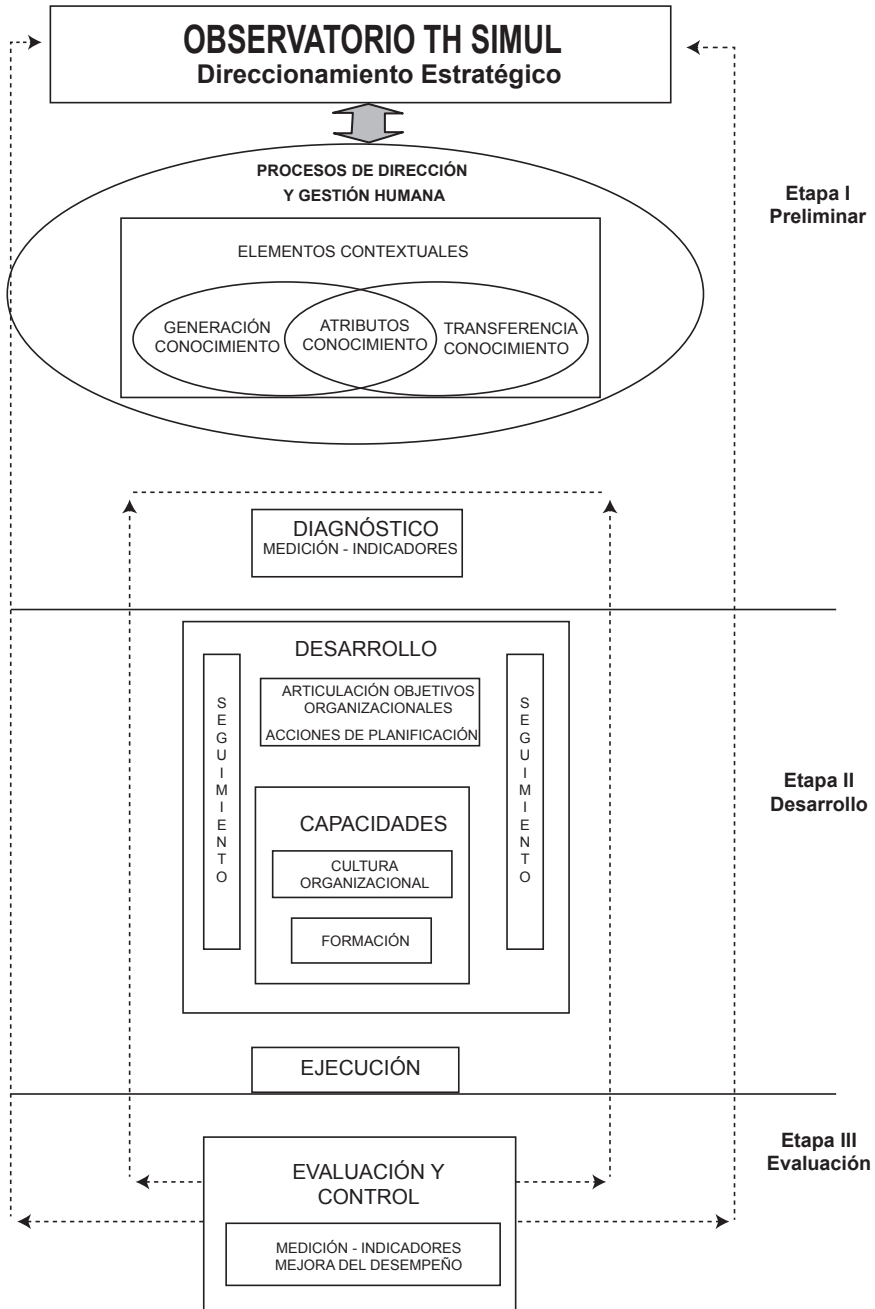 OBSERVATORIO TH SIMUL
Direccionamiento Estratégico
PROCESOS DE DIRECCIÓN
Y GESTIÓN HUMANA
Etapa I
Preliminar
ELEMENTOS CONTEXTUALES
GENERACIÓN
CONOCIMIENTO
ATRIBUTOS
CONOCIMIENTO
TRANSFERENCIA
CONOCIMIENTO
DIAGNÓSTICO
MEDICIÓN - INDICADORES
DESARROLLO
SEGUIMIENTO
ARTICULACIÓN OBJETIVOS
ORGANIZACIONALES
ACCIONES DE PLANIFICACIÓN
SEGUIMIENTO
Etapa II
Desarrollo
CAPACIDADES
CULTURA
ORGANIZACIONAL
FORMACIÓN
EJECUCIÓN
Etapa III
Evaluación
EVALUACIÓN Y
CONTROL
MEDICIÓN - INDICADORES
MEJORA DEL DESEMPEÑO